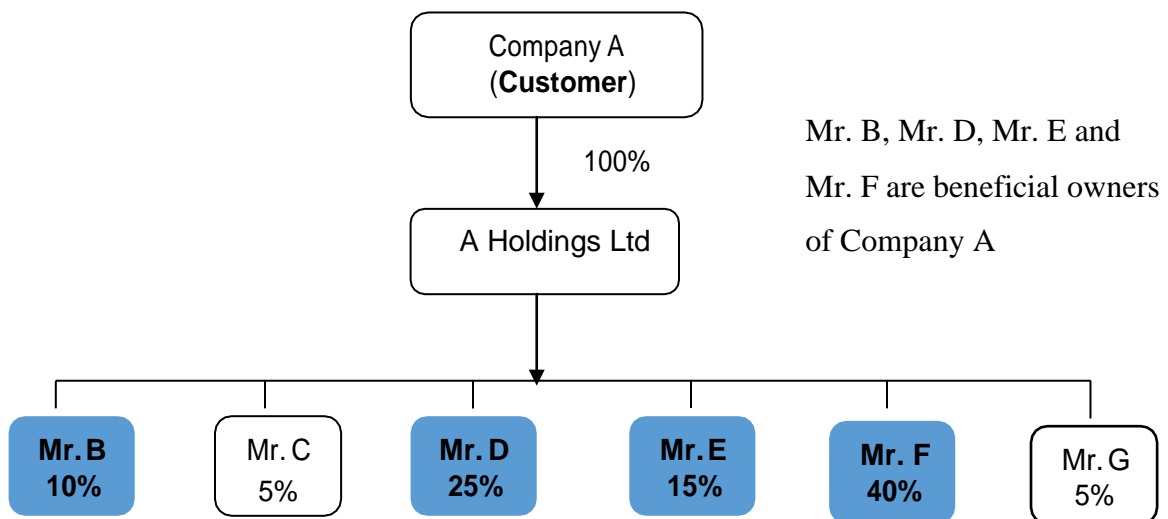 Company A
(Customer)
Mr. B, Mr. D, Mr. E and
Mr. F are beneficial owners
of Company A
100%
A Holdings Ltd
Mr. B
10%
Mr. C
5%
Mr. D
25%
Mr. E
15%
Mr. F
40%
Mr. G
5%